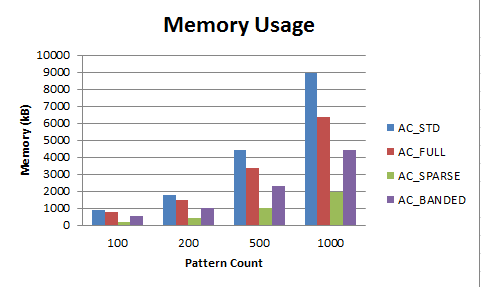 Memory Usage
10000
9000
8000
7000
6000
5000
4000
3000
2000
1000
0
Memory (kB)
100 200 500 1000
Pattern Count
AC_STD
AC_FULL
AC_SPARSE
AC_BANDED